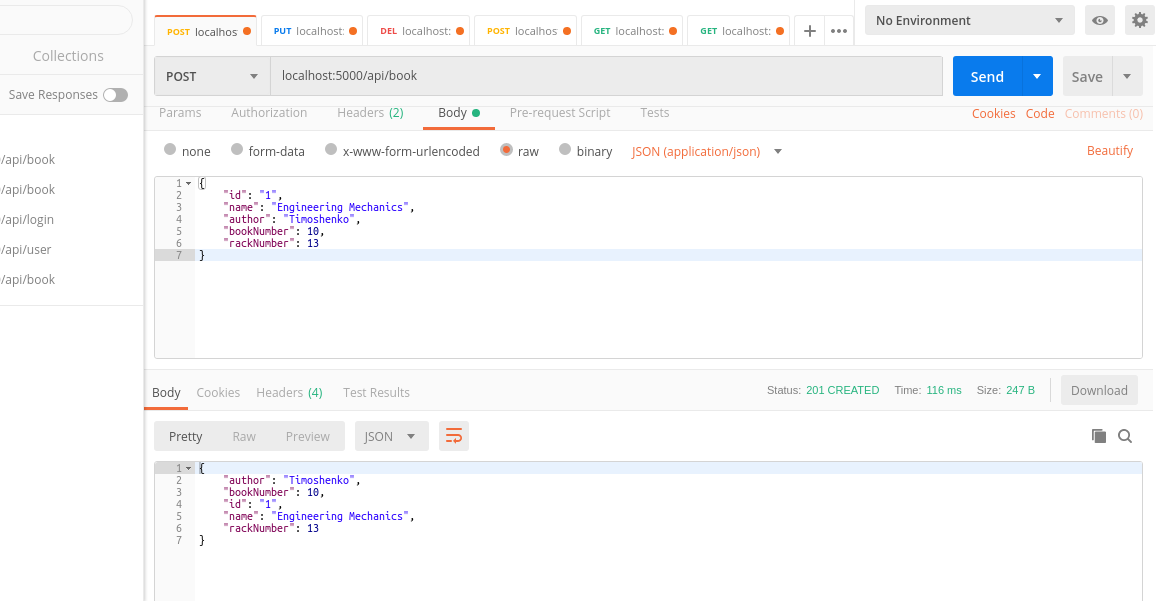 POST localhos PUT localhost: DEL localhost: POST localhos GET localhost: GET localhost: + ••• No Environment
Collections
Save Responses
/api/book
/api/book
/api/login
/api/user
/api/book
POST localhost:5000/api/book Send Save
Params Authorization Headers (2) Body Pre-request Script Tests Cookies Code Comments (0)
none form-data x-www-form-urlencoded raw binary JSON (application/json) Beautify
1 {
2 "id": "1",
3 "name": "Engineering Mechanics",
4 "author": "Timoshenko",
5 "bookNumber": 10,
6 "rackNumber": 13
7 }
Body Cookies Headers (4) Test Results Status: 201 CREATED Time: 116 ms Size: 247 B Download
Pretty Raw Preview JSON
1 {
2 "author": "Timoshenko",
3 "bookNumber": 10,
4 "id": "1",
5 "name": "Engineering Mechanics",
6 "rackNumber": 13
7 }